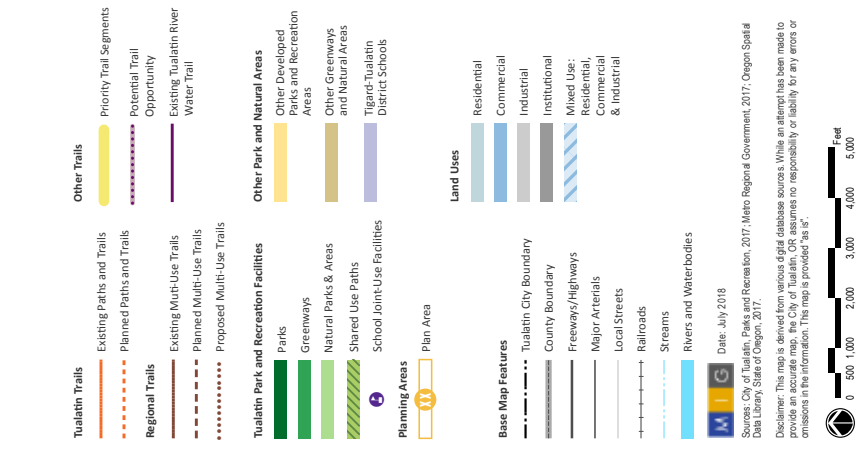 Tualatin Trails
Existing Paths and Trails
Planned Paths and Trails
Regional Trails
Existing Muti-Use Trails
Planned Multi-Use Trails
Proposed Multi-Use Trails
Other Trails
Priority Trail Segments
Potential Trail
Opportunity
Existing Tualatin River
Water Trail
Tualatin Park and Recreation Facilities
Parks
Greenways
Natural Parks & Areas
Shared Use Paths
School Joint-Use Facilities
Other Park and Natural Areas
Other Developed
Parks and Recreation
Areas
Other Greenways
and Natural Areas
Tigard-Tualatin
District Schools
Planning Areas
XX
Plan Area
Base Map Features
Tualatin City Boundary
County Boundary
Freeways/Highways
Major Arterials
Local Streets
Railroads
Streams
Rivers and Waterbodies
Land Uses
Residential
Commercial
Industrial
Institutional
Mixed Use:
Residential,
Commercial
& Industrial
M I G
Date: July 2018
Sources: City of Tualatin, Parks and Recreation, 2017; Metro Regional Government, 2017; Oregon Spatial
Data Library, State of Oregon, 2017.
Disclaimer: This map is derived from various digital database sources. While an attempt has been made to
provide an accurate map, the City of Tualatin, OR assumes no responsibility or liability for any errors or
omissions in the information. This map is provided "as is".
Feet
0 500 1,000 2,000 3,000 4,000 5,000